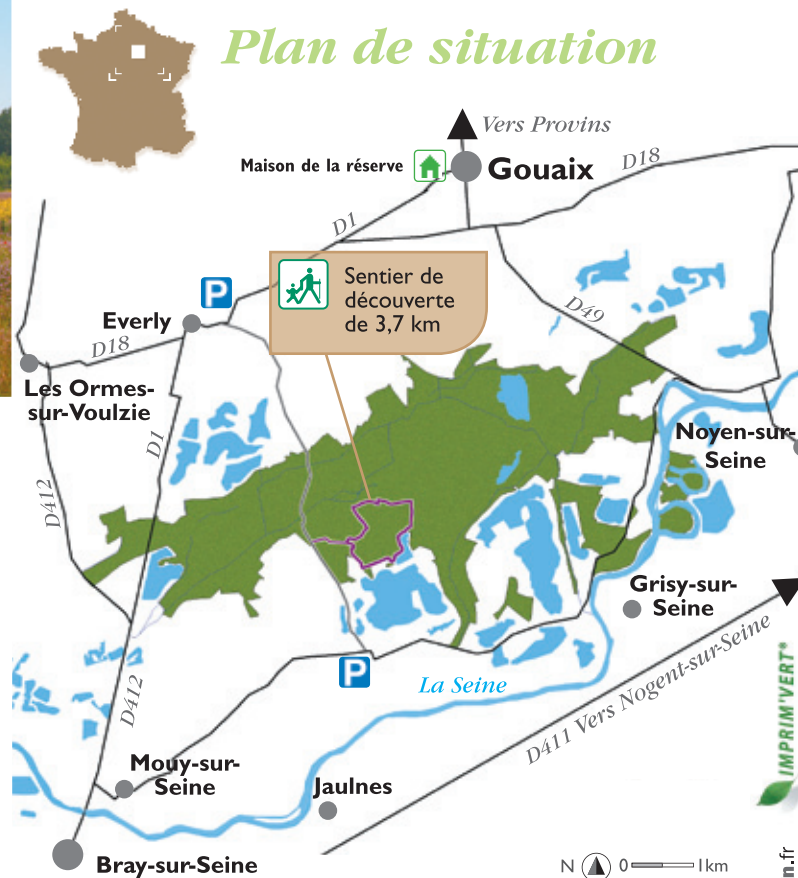 Plan de situation
Vers Provins
Maison de la réserve
Gouaix
D18
D1
Sentier de
découverte
de 3,7 km
P
D49
Everly
D18
Les Ormes-
sur-Voulzie
D1
Noyen-sur-
Seine
D412
Grisy-sur-
Seine
P
La Seine
D411 Vers Nogent-sur-Seine
D412
IMPRIM'VERT®
Mouy-sur-
Seine
Jaulnes
Bray-sur-Seine
N 0 1km
n.fr